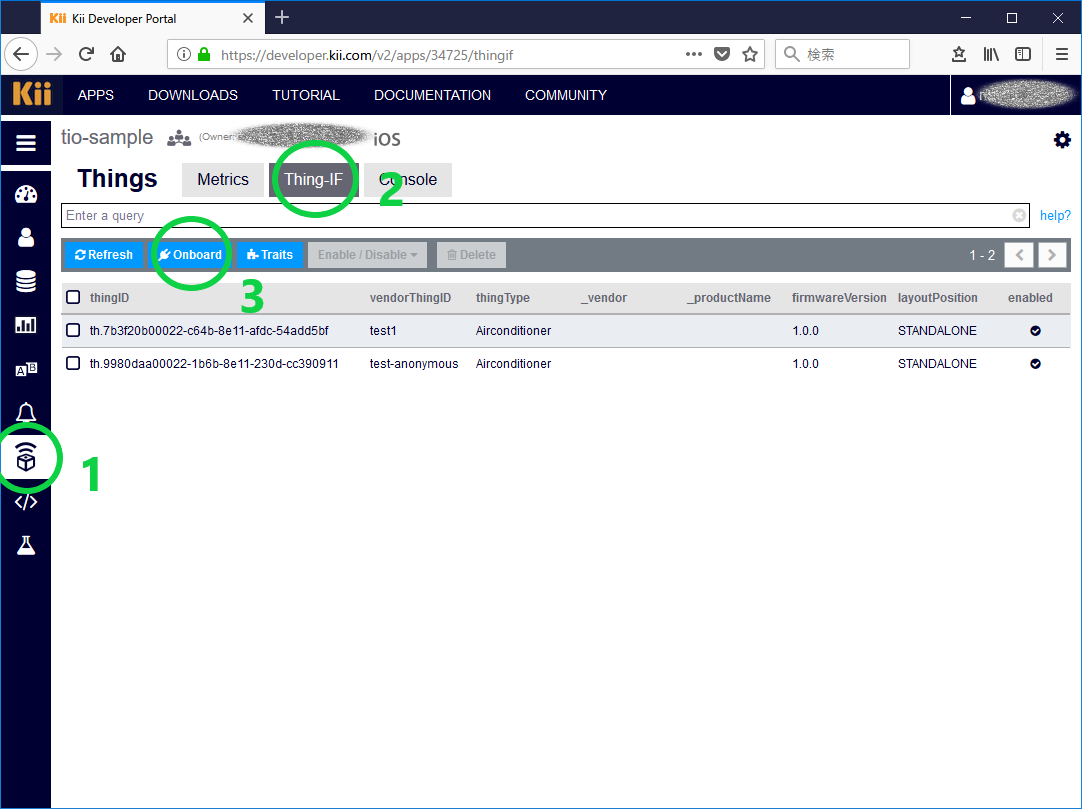 Kii Kii Developer Portal
https://developer.kii.com/v2/apps/34725/thingif
検索
Kii APPS DOWNLOADS TUTORIAL DOCUMENTATION COMMUNITY
tio-sample (Owner: iOS
Things Metrics Thing-IF Console
2
Enter a query help?
Refresh Onboard Traits Enable / Disable Delete 1 - 2
3
thingID vendorThingID thingType _vendor _productName firmwareVersion layoutPosition enabled
th.7b3f20b00022-c64b-8e11-afdc-54add5bf test1 Airconditioner 1.0.0 STANDALONE
th.9980daa00022-1b6b-8e11-230d-cc390911 test-anonymous Airconditioner 1.0.0 STANDALONE
A B
1